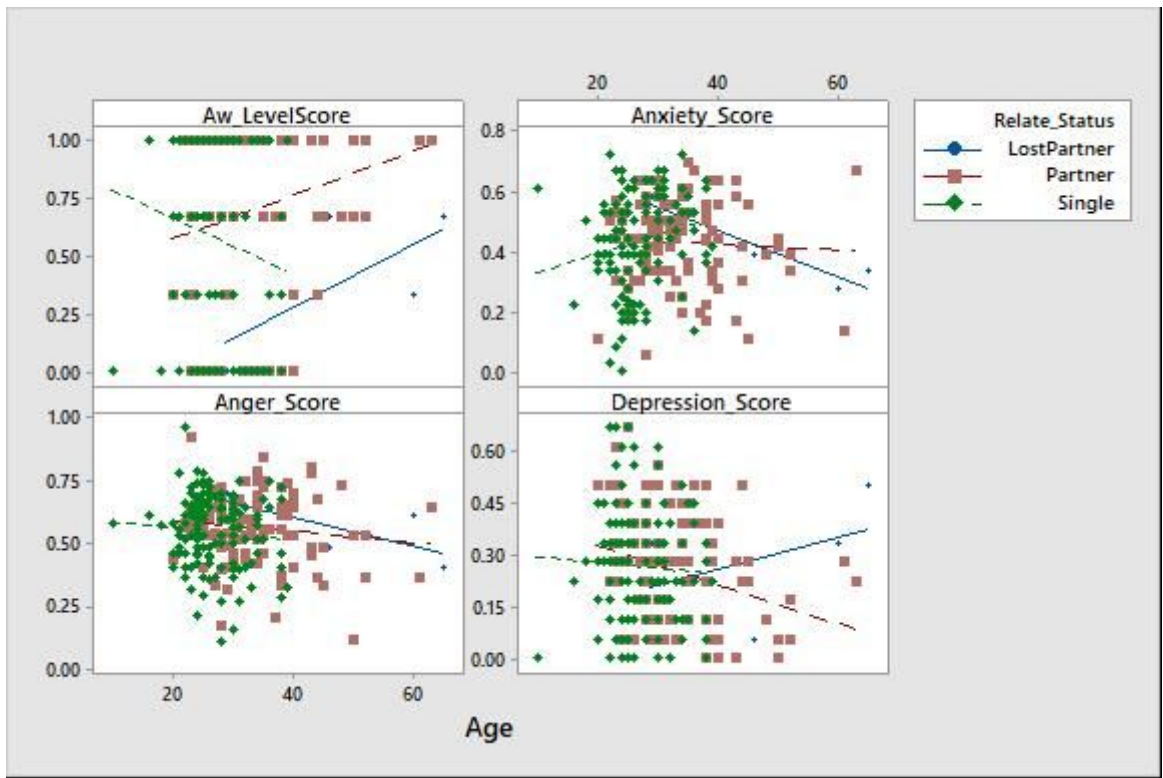 20 40 60
Aw_LevelScore
Anxiety_Score
Relate_Status
LostPartner
Partner
Single
1.00
0.75
0.50
0.25
0.00
0.8
0.6
0.4
0.2
0.0
Anger_Score
Depression_Score
1.00
0.75
0.50
0.25
0.00
0.60
0.45
0.30
0.15
0.00
20 40 60
Age